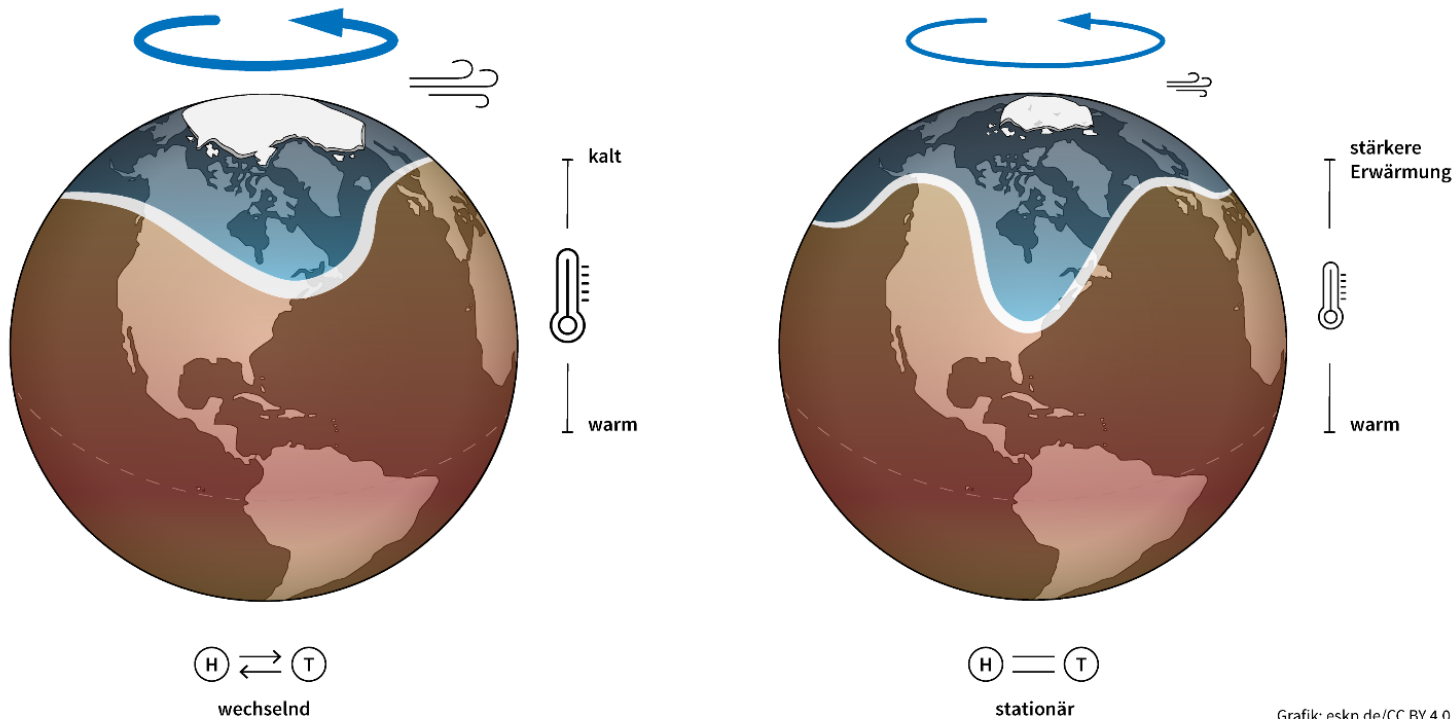 kalt
warm
H T
wechselnd
stärkere
Erwärmung
warm
H T
stationär
Grafik: eskp.de/CC BY 4.0